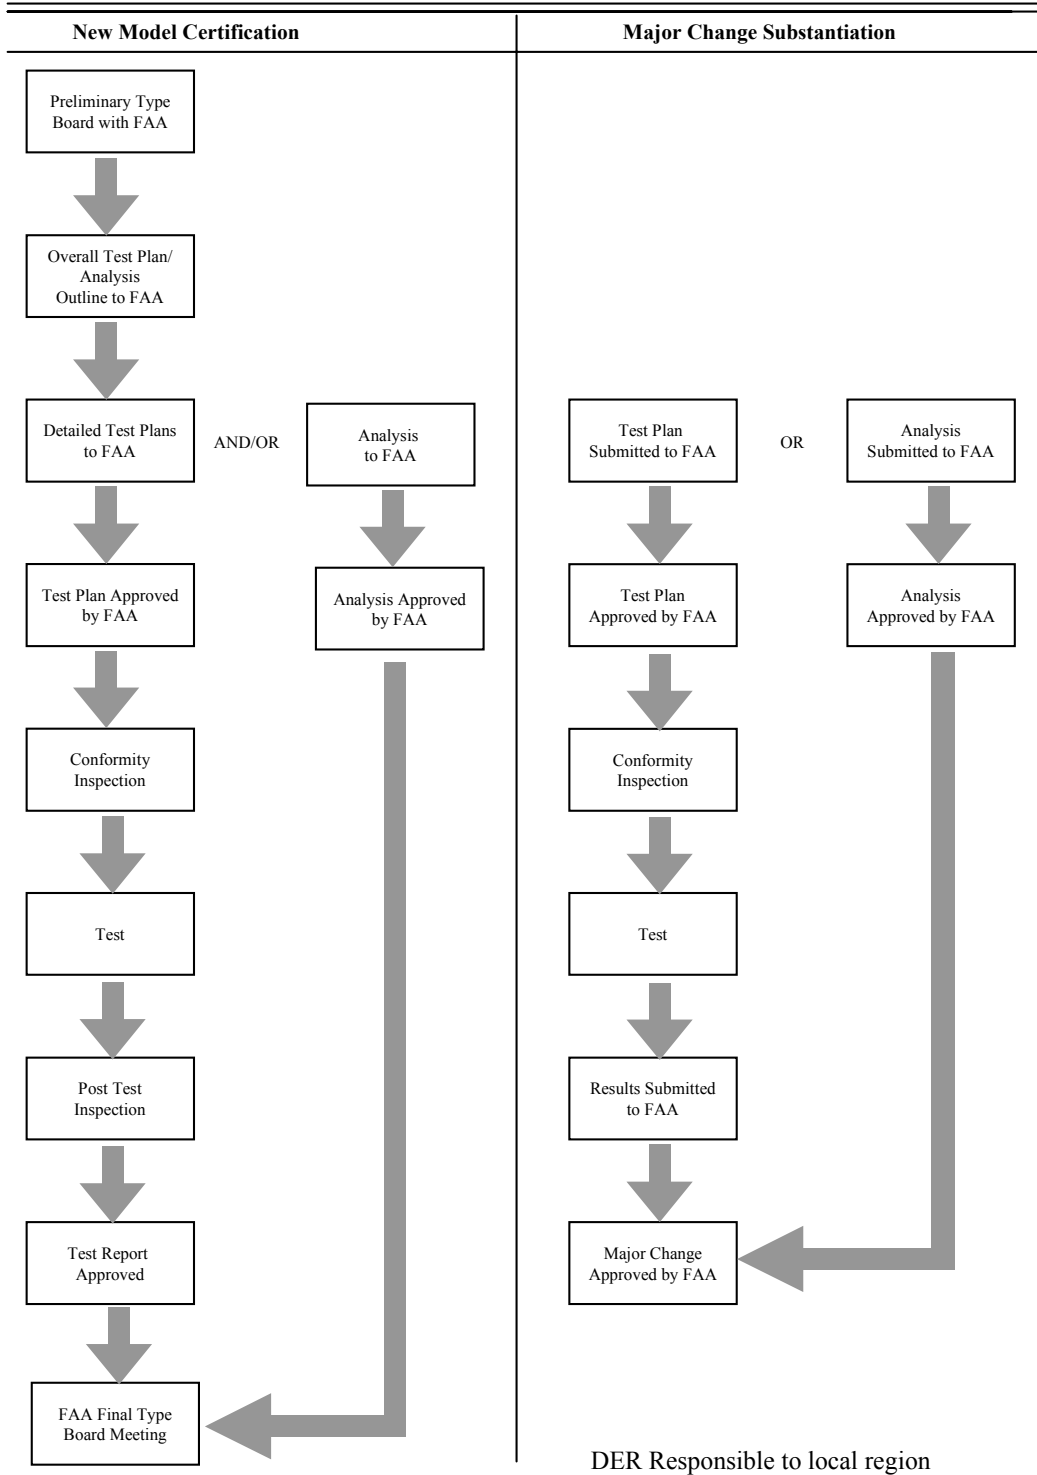 New Model Certification
Major Change Substantiation
Preliminary Type
Board with FAA
Overall Test Plan/
Analysis
Outline to FAA
Detailed Test Plans
to FAA
AND/OR
Analysis
to FAA
Test Plan Approved
by FAA
Analysis Approved
by FAA
Conformity
Inspection
Test
Post Test
Inspection
Test Report
Approved
FAA Final Type
Board Meeting
Test Plan
Submitted to FAA
OR
Analysis
Submitted to FAA
Test Plan
Approved by FAA
Analysis
Approved by FAA
Conformity
Inspection
Test
Results Submitted
to FAA
Major Change
Approved by FAA
DER Responsible to local region